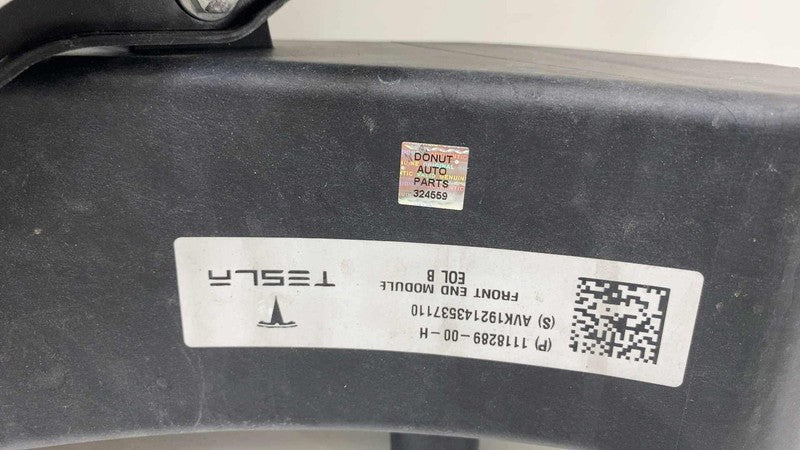 DONUT
AUTO
PARTS
324559
(P) 1118289-00-H
(S) AVK192143537110
FRONT END MODULE
EOL B
TESLA